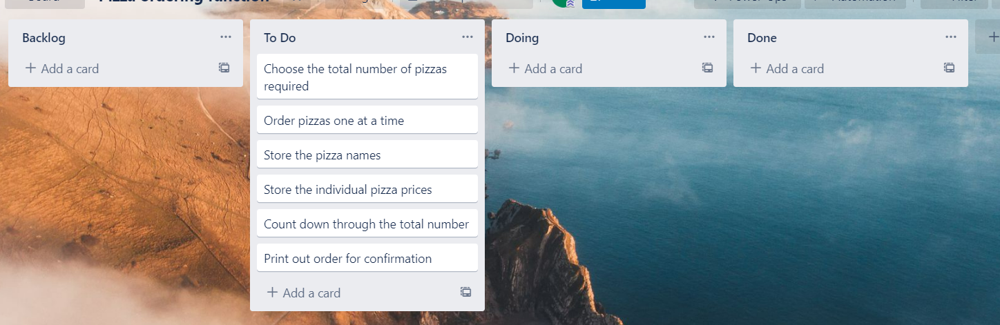 Pizza ordering function
Backlog
Add a card
To Do
Choose the total number of pizzas
required
Order pizzas one at a time
Store the pizza names
Store the individual pizza prices
Count down through the total number
Print out order for confirmation
Add a card
Doing
Add a card
Done
Add a card